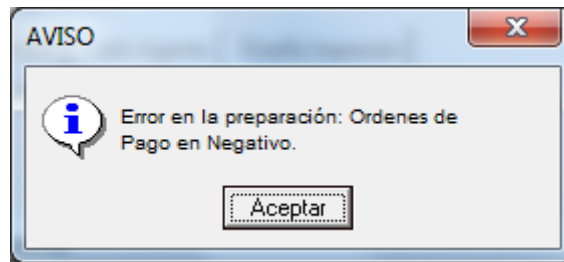 AVISO
Error en la preparación: Ordenes de
Pago en Negativo.
Aceptar